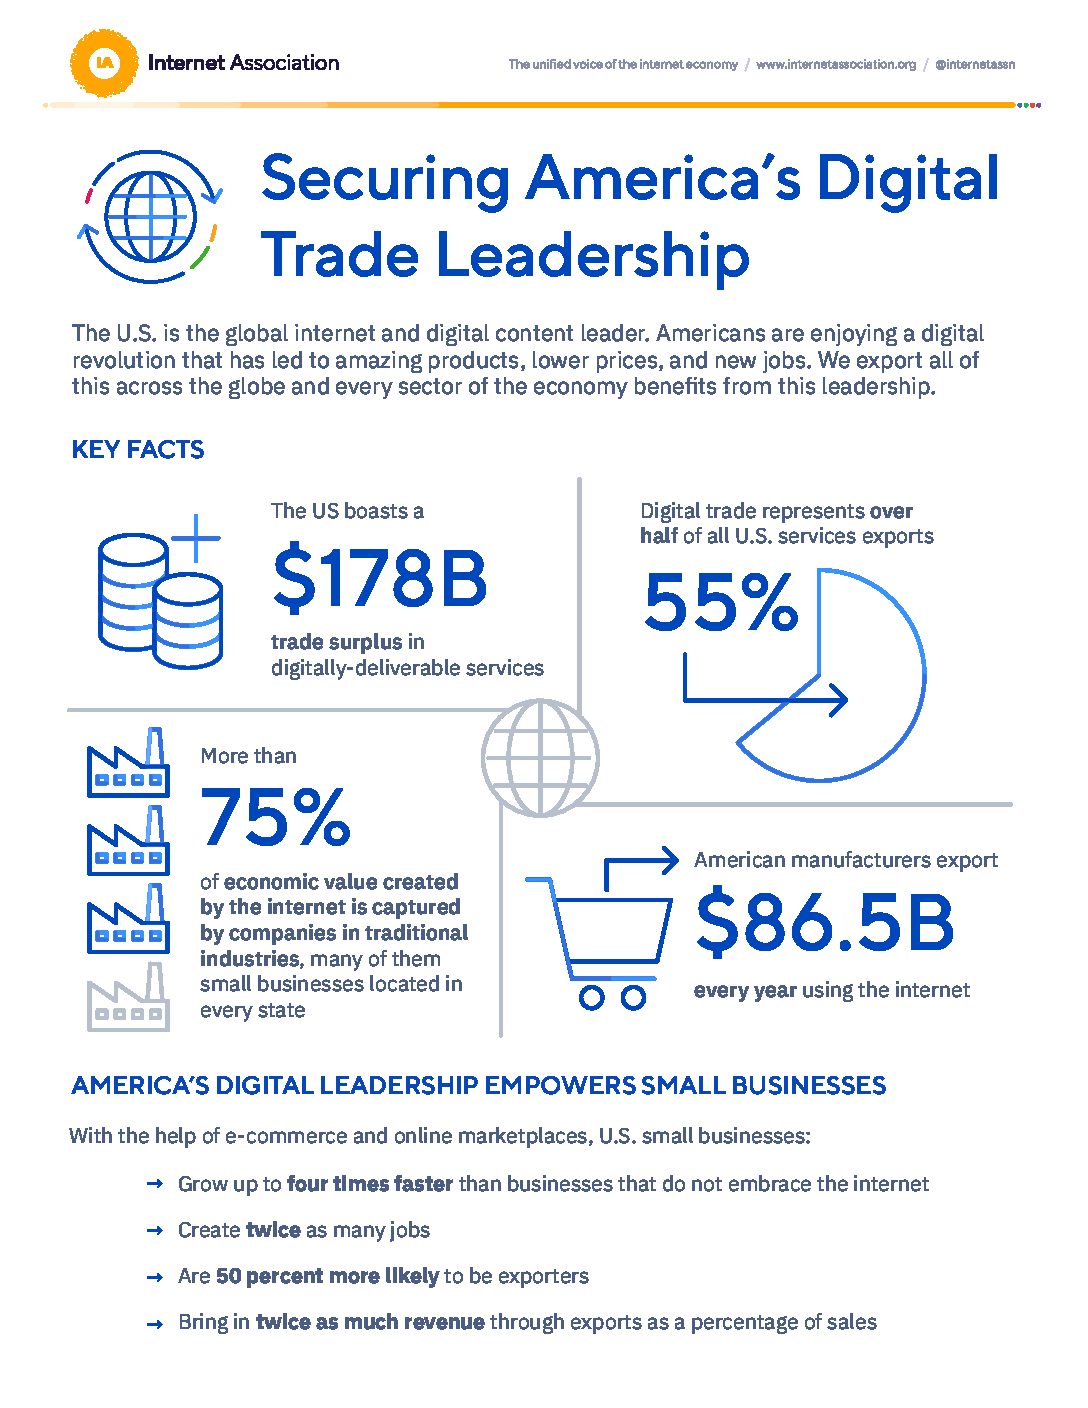 IA
Internet Association
The unified voice of the internet economy / www.internetassociation.org / @internetassn
Securing America's Digital
Trade Leadership
The U.S. is the global internet and digital content leader. Americans are enjoying a digital
revolution that has led to amazing products, lower prices, and new jobs. We export all of
this across the globe and every sector of the economy benefits from this leadership.
KEY FACTS
The US boasts a
$178B
trade surplus in
digitally-deliverable services
Digital trade represents over
half of all U.S. services exports
55%
More than
75%
of economic value created
by the internet is captured
by companies in traditional
industries, many of them
small businesses located in
every state
American manufacturers export
$86.5B
every year using the internet
AMERICA'S DIGITAL LEADERSHIP EMPOWERS SMALL BUSINESSES
With the help of e-commerce and online marketplaces, U.S. small businesses:
→ Grow up to four times faster than businesses that do not embrace the internet
→ Create twice as many jobs
→ Are 50 percent more likely to be exporters
→ Bring in twice as much revenue through exports as a percentage of sales